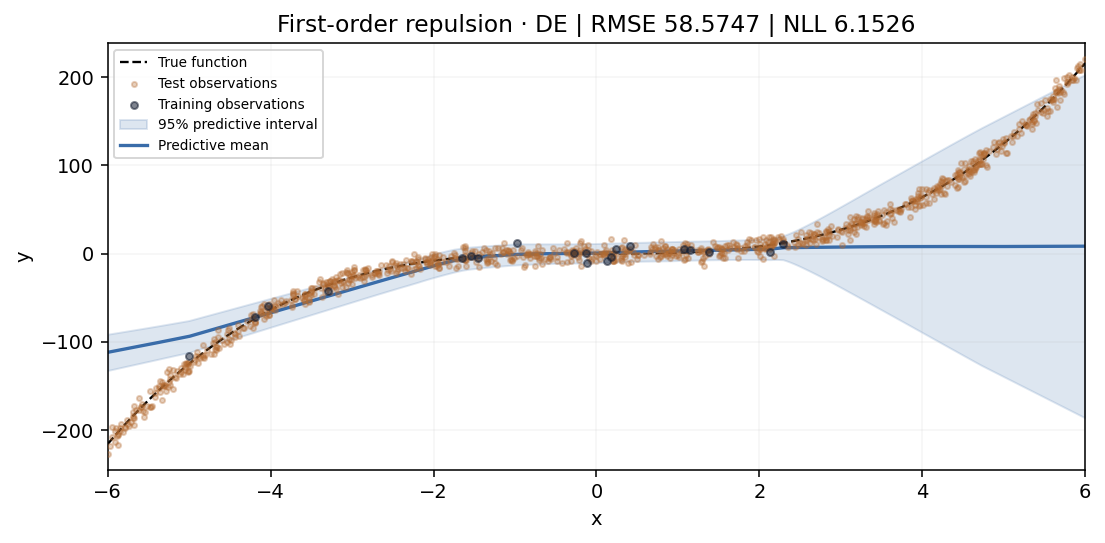 First-order repulsion · DE | RMSE 58.5747 | NLL 6.1526
True function
Test observations
Training observations
95% predictive interval
Predictive mean
200
100
0
−100
−200
y
−6
−4
−2
0
2
4
6
x